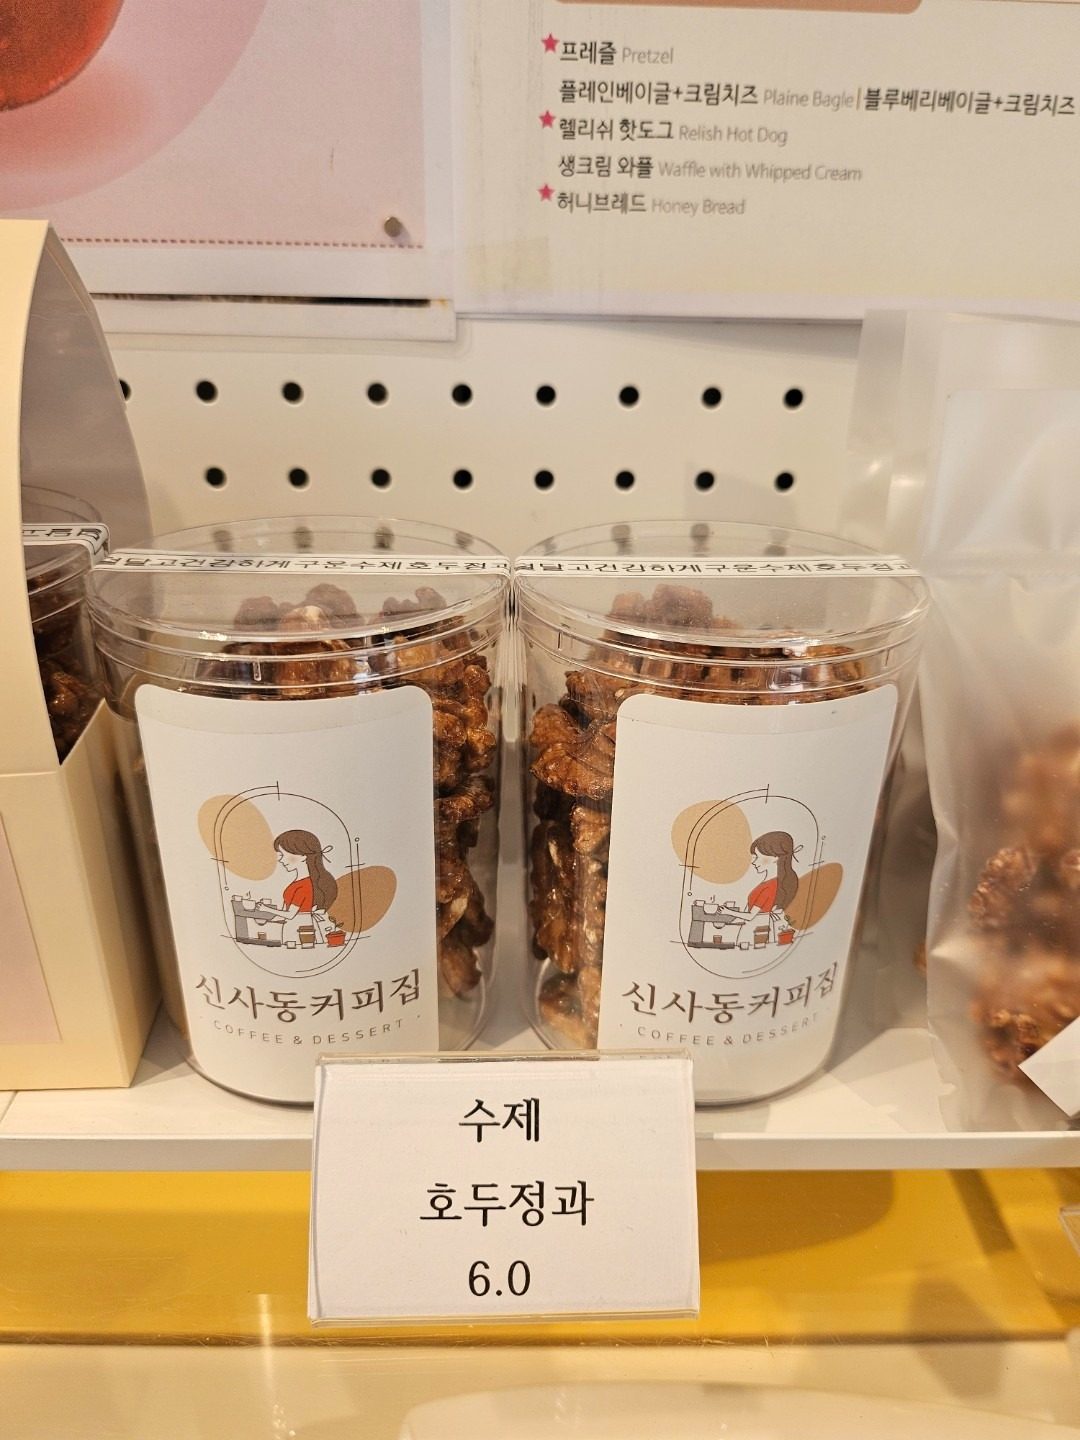 프레즐 Pretzel
플레인베이글+크림치즈 Plaine Bagle | 블루베리베이글+크림치즈
렐리쉬 핫도그 Relish Hot Dog
생크림 와플 Waffle with Whipped Cream
허니브레드 Honey Bread
달고건강하게구운수제호두정과
달고건강하게구운수제호두정과
신사동커피집
COFFEE & DESSERT
신사동커피집
COFFEE & DESSERT
수제
호두정과
6.0